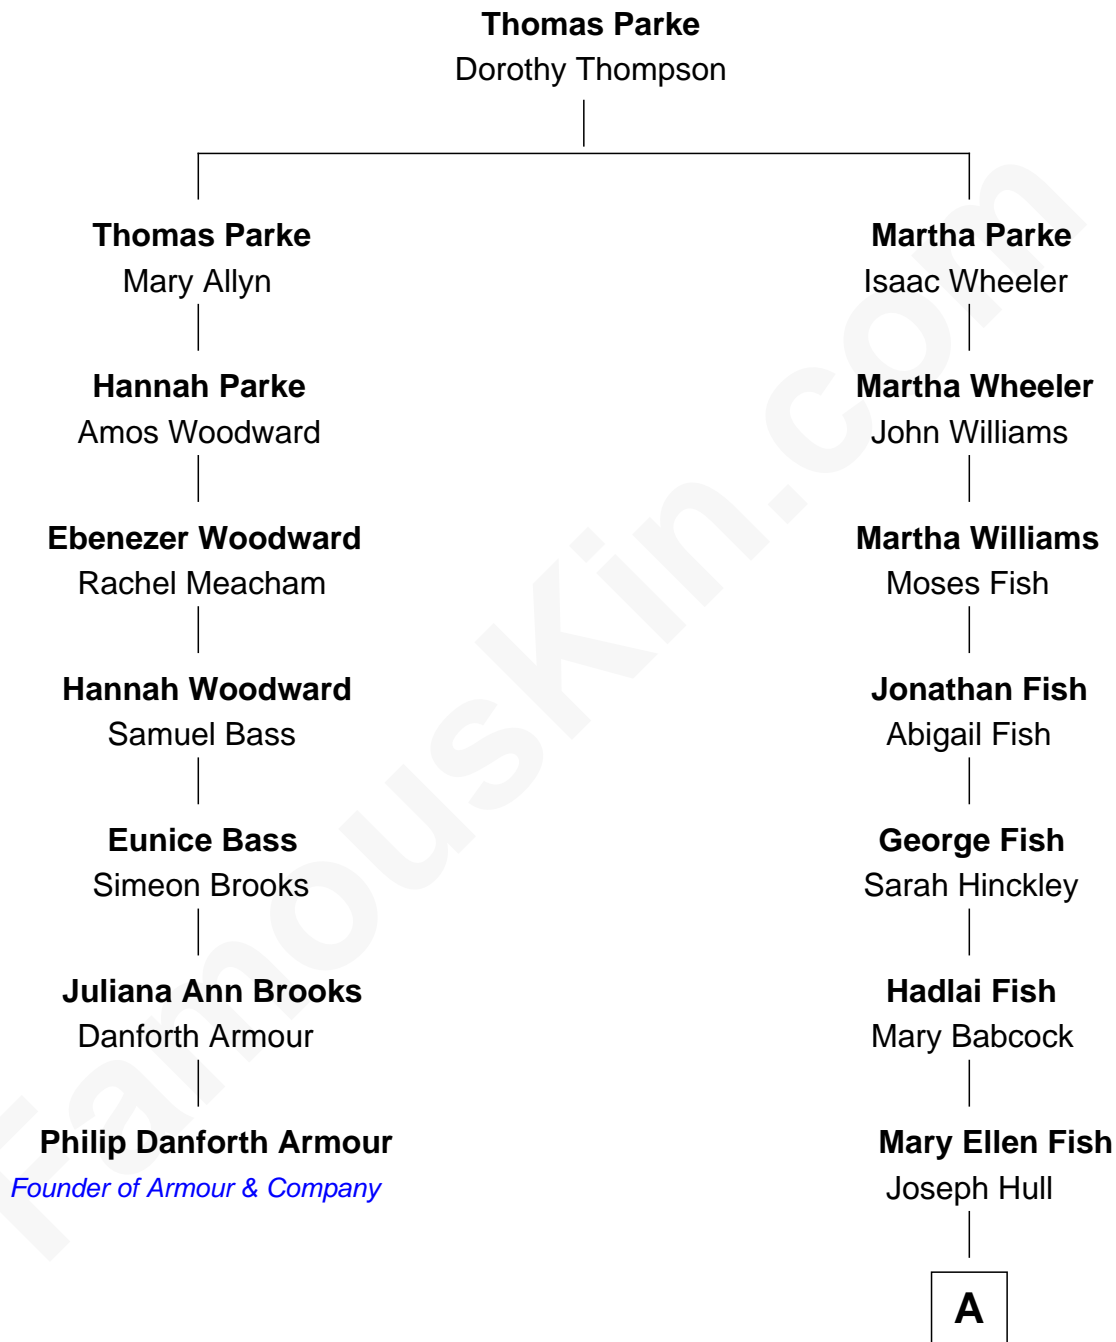 Thomas Parke
Dorothy Thompson
Thomas Parke
Mary Allyn
Hannah Parke
Amos Woodward
Ebenezer Woodward
Rachel Meacham
Hannah Woodward
Samuel Bass
Eunice Bass
Simeon Brooks
Juliana Ann Brooks
Danforth Armour
Philip Danforth Armour
Founder of Armour & Company
Martha Parke
Isaac Wheeler
Martha Wheeler
John Williams
Martha Williams
Moses Fish
Jonathan Fish
Abigail Fish
George Fish
Sarah Hinckley
Hadlai Fish
Mary Babcock
Mary Ellen Fish
Joseph Hull
A
FamousKin.com